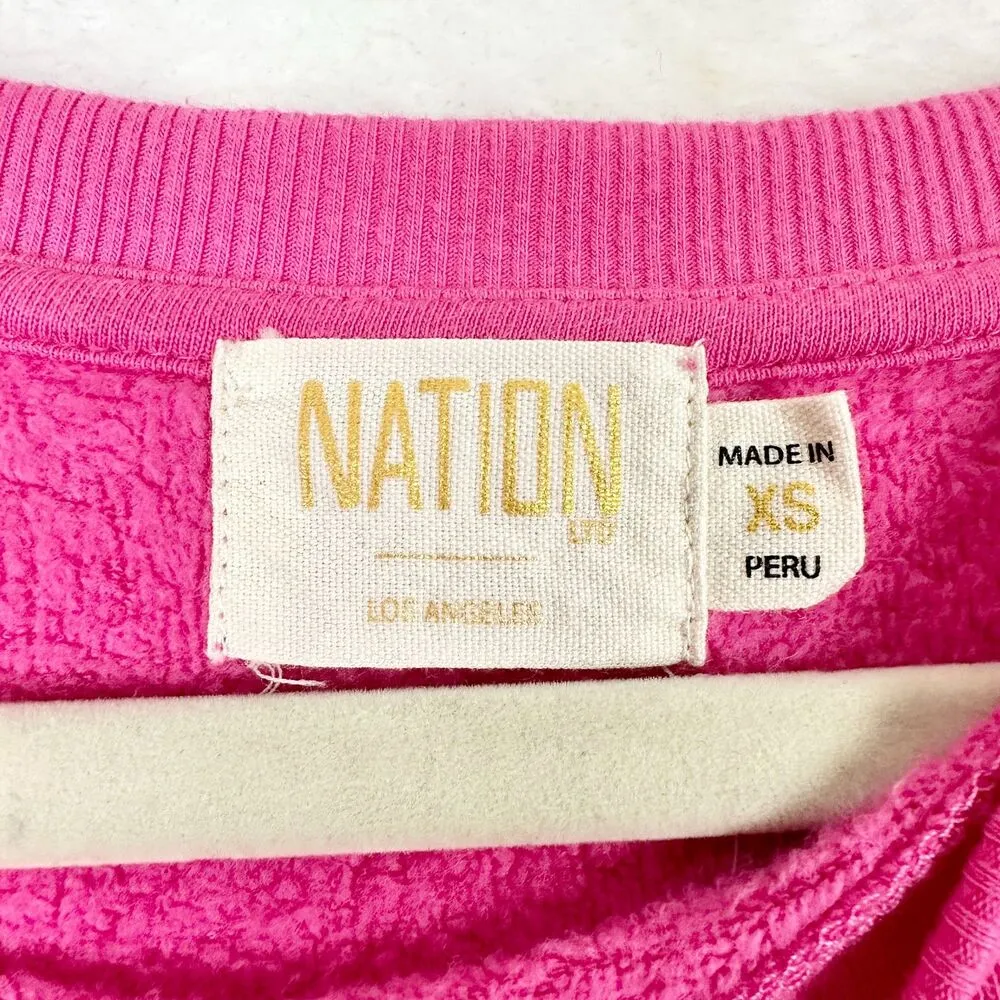 NATION
LTD
LOS ANGELES
MADE IN
XS
PERU